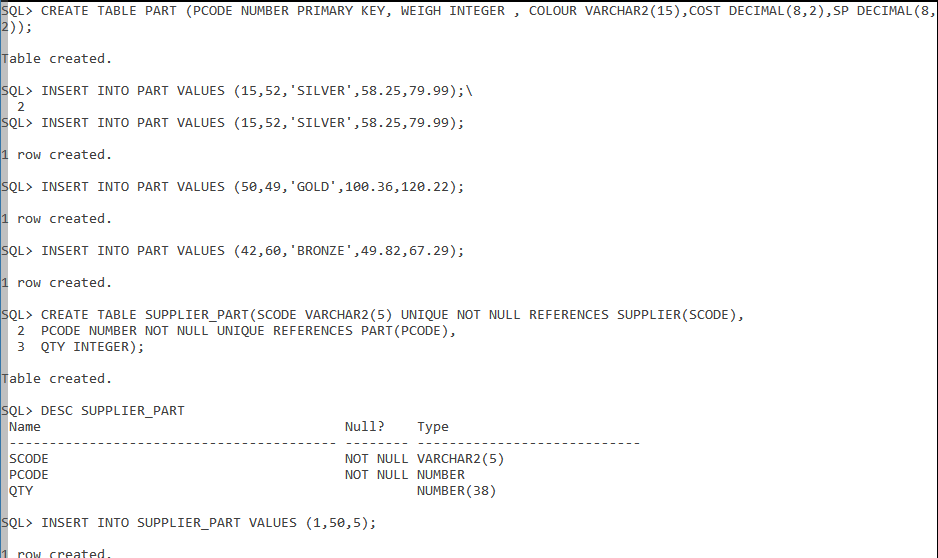 SQL> CREATE TABLE PART (PCODE NUMBER PRIMARY KEY, WEIGH INTEGER , COLOUR VARCHAR2(15),COST DECIMAL(8,2),SP DECIMAL(8,
2));
Table created.
SQL> INSERT INTO PART VALUES (15,52,'SILVER',58.25,79.99);\
  2
SQL> INSERT INTO PART VALUES (15,52,'SILVER',58.25,79.99);
1 row created.
SQL> INSERT INTO PART VALUES (50,49,'GOLD',100.36,120.22);
1 row created.
SQL> INSERT INTO PART VALUES (42,60,'BRONZE',49.82,67.29);
1 row created.
SQL> CREATE TABLE SUPPLIER_PART(SCODE VARCHAR2(5) UNIQUE NOT NULL REFERENCES SUPPLIER(SCODE),
  2  PCODE NUMBER NOT NULL UNIQUE REFERENCES PART(PCODE),
  3  QTY INTEGER);
Table created.
SQL> DESC SUPPLIER_PART
 Name                                      Null?    Type
 ----------------------------------------- -------- ----------------------------
 SCODE                                     NOT NULL VARCHAR2(5)
 PCODE                                     NOT NULL NUMBER
 QTY                                                NUMBER(38)
SQL> INSERT INTO SUPPLIER_PART VALUES (1,50,5);
1 row created.